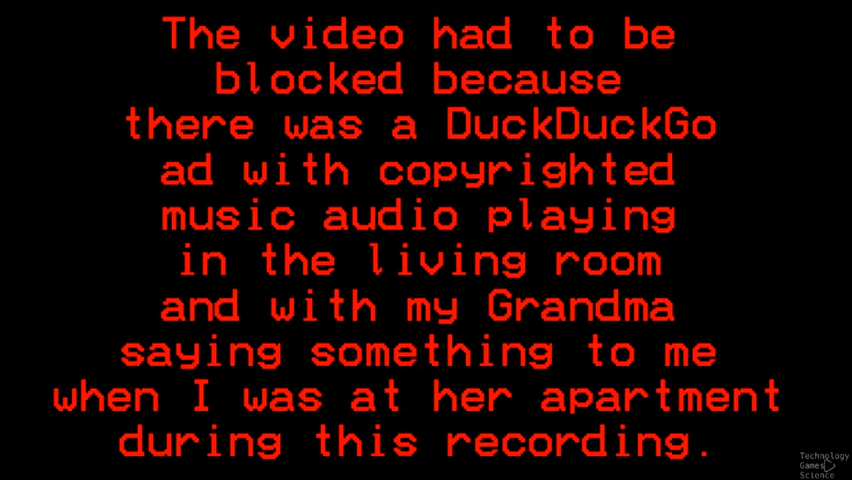 The video had to be
blocked because
there was a DuckDuckGo
ad with copyrighted
music audio playing
in the living room
and with my Grandma
saying something to me
when I was at her apartment
during this recording.
Technology
Games
Science